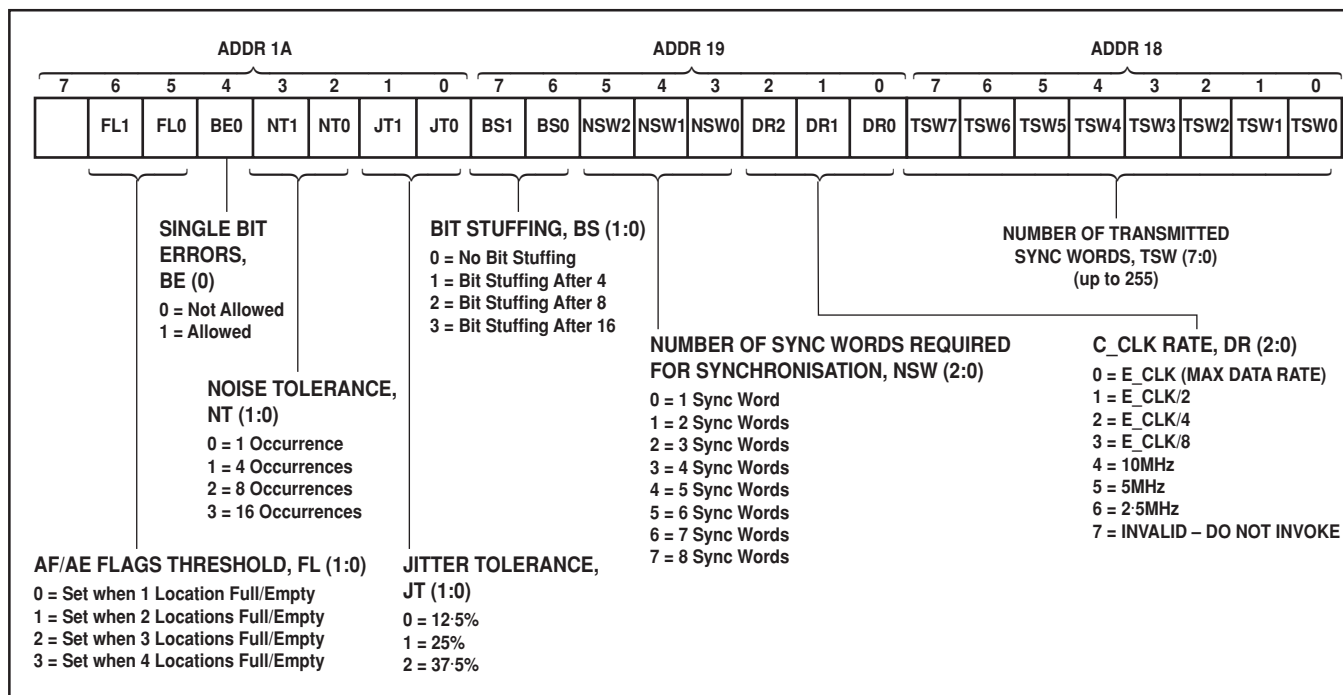 ADDR 1A ADDR 19 ADDR 18
7 6 5 4 3 2 1 0 7 6 5 4 3 2 1 0 7 6 5 4 3 2 1 0
FL1 FL0 BE0 NT1 NT0 JT1 JT0 BS1 BS0 NSW2 NSW1 NSW0 DR2 DR1 DR0 TSW7 TSW6 TSW5 TSW4 TSW3 TSW2 TSW1 TSW0
SINGLE BIT
ERRORS,
BE (0)
0 = Not Allowed
1 = Allowed
BIT STUFFING, BS (1:0)
0 = No Bit Stuffing
1 = Bit Stuffing After 4
2 = Bit Stuffing After 8
3 = Bit Stuffing After 16
NUMBER OF TRANSMITTED
SYNC WORDS, TSW (7:0)
(up to 255)
NOISE TOLERANCE,
NT (1:0)
0 = 1 Occurrence
1 = 4 Occurrences
2 = 8 Occurrences
3 = 16 Occurrences
NUMBER OF SYNC WORDS REQUIRED
FOR SYNCHRONISATION, NSW (2:0)
0 = 1 Sync Word
1 = 2 Sync Words
2 = 3 Sync Words
3 = 4 Sync Words
4 = 5 Sync Words
5 = 6 Sync Words
6 = 7 Sync Words
7 = 8 Sync Words
C_CLK RATE, DR (2:0)
0 = E_CLK (MAX DATA RATE)
1 = E_CLK/2
2 = E_CLK/4
3 = E_CLK/8
4 = 10MHz
5 = 5MHz
6 = 2·5MHz
7 = INVALID – DO NOT INVOKE
AF/AE FLAGS THRESHOLD, FL (1:0)
0 = Set when 1 Location Full/Empty
1 = Set when 2 Locations Full/Empty
2 = Set when 3 Locations Full/Empty
3 = Set when 4 Locations Full/Empty
JITTER TOLERANCE,
JT (1:0)
0 = 12·5%
1 = 25%
2 = 37·5%